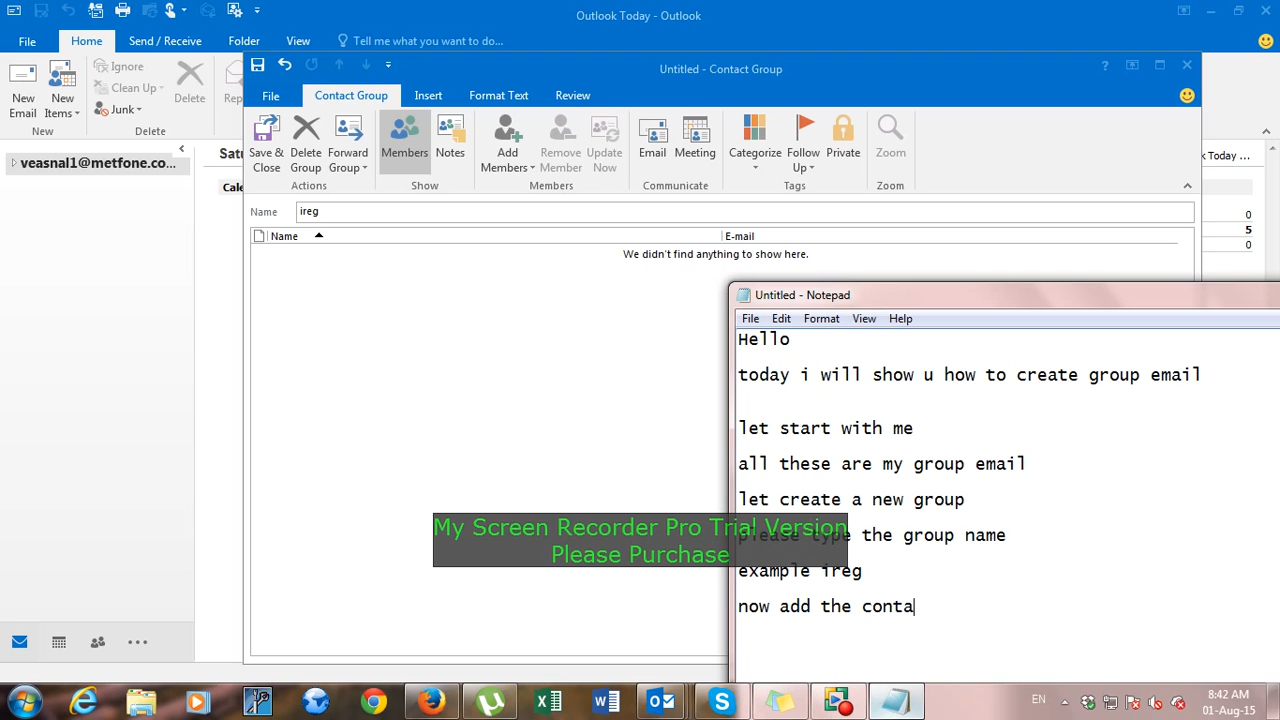 Outlook Today - Outlook
File Home Send / Receive Folder View Tell me what you want to do...
Untitled - Contact Group
File Contact Group Insert Format Text Review
New Email
New Items
New
Ignore
Clean Up
Junk
Delete
Delete
Save & Close
Delete Group
Forward Group
Actions
Members
Notes
Show
Add Members
Remove Member
Update Now
Members
Email
Meeting
Communicate
Categorize
Follow Up
Private
Tags
Zoom
Zoom
veasnal1@metfone.co...
Name ireg
Name E-mail
We didn't find anything to show here.
0
5
0
Untitled - Notepad
File Edit Format View Help
Hello
today i will show u how to create group email
let start with me
all these are my group email
let create a new group
please type the group name
example ireg
now add the conta
My Screen Recorder Pro Trial Version
Please Purchase
EN
8:42 AM
01-Aug-15